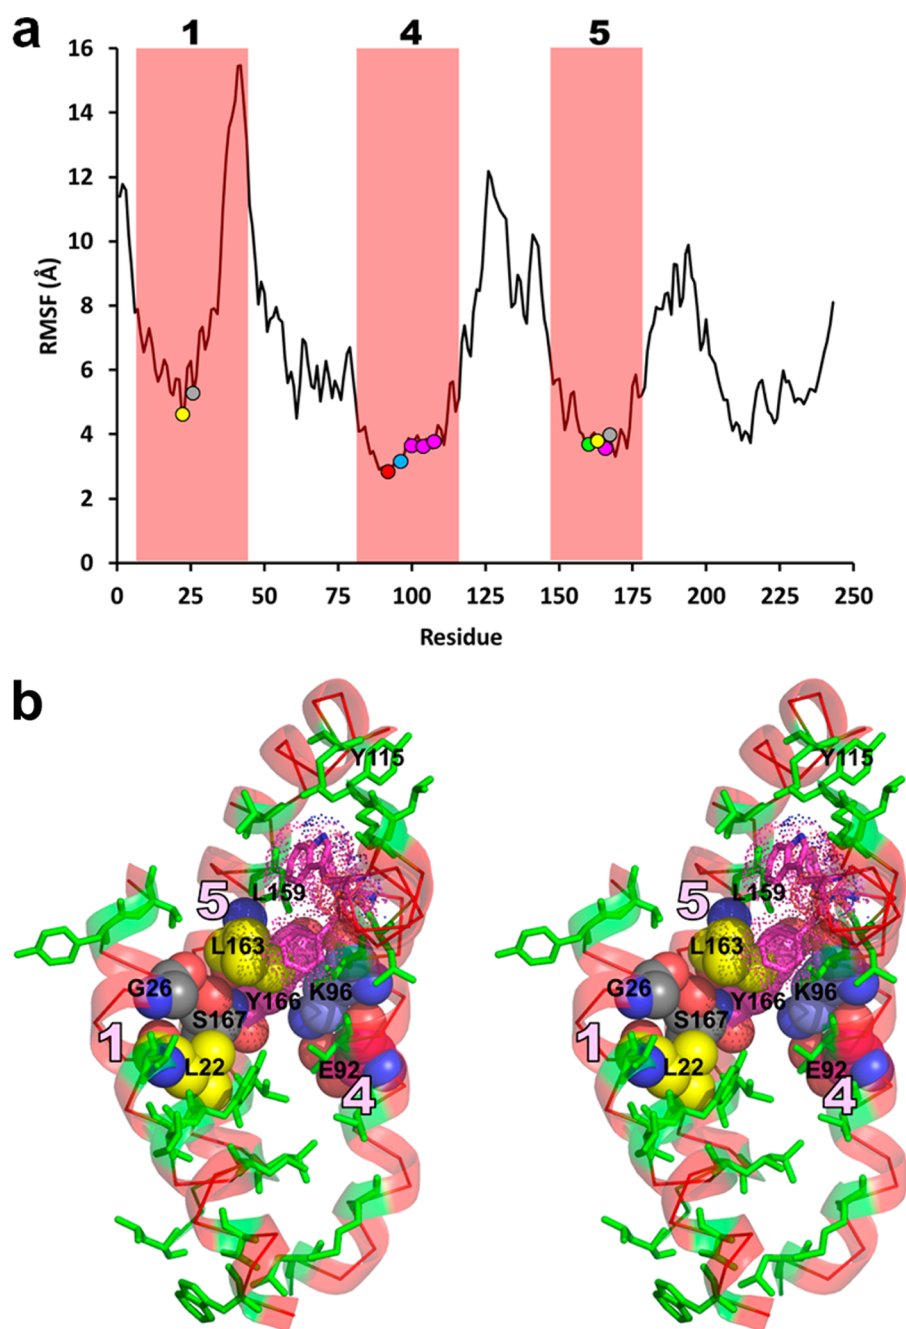 a
1 4 5
16
14
12
10
8
6
4
2
0
RMSF (Å)
0 25 50 75 100 125 150 175 200 225 250
Residue
b
Y115 Y115
L159 L159
5 5
L163 L163
G26 Y166 K96 G26 Y166 K96
S167 S167
1 1
L22 E92 L22 E92
4 4